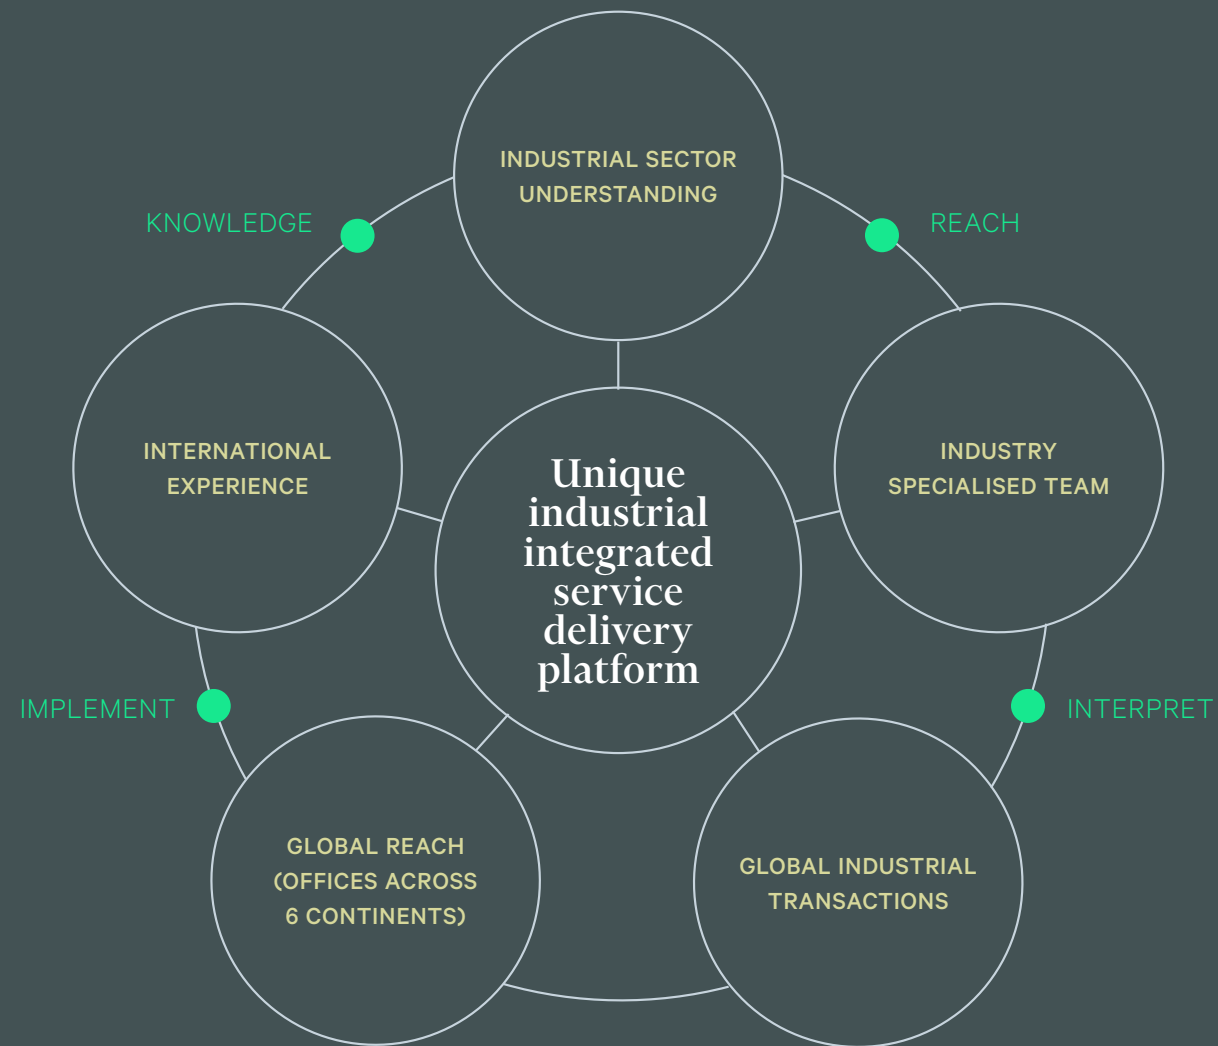 INDUSTRIAL SECTOR
UNDERSTANDING
KNOWLEDGE
REACH
INTERNATIONAL
EXPERIENCE
INDUSTRY
SPECIALISED TEAM
Unique
industrial
integrated
service
delivery
platform
IMPLEMENT
INTERPRET
GLOBAL REACH
(OFFICES ACROSS
6 CONTINENTS)
GLOBAL INDUSTRIAL
TRANSACTIONS